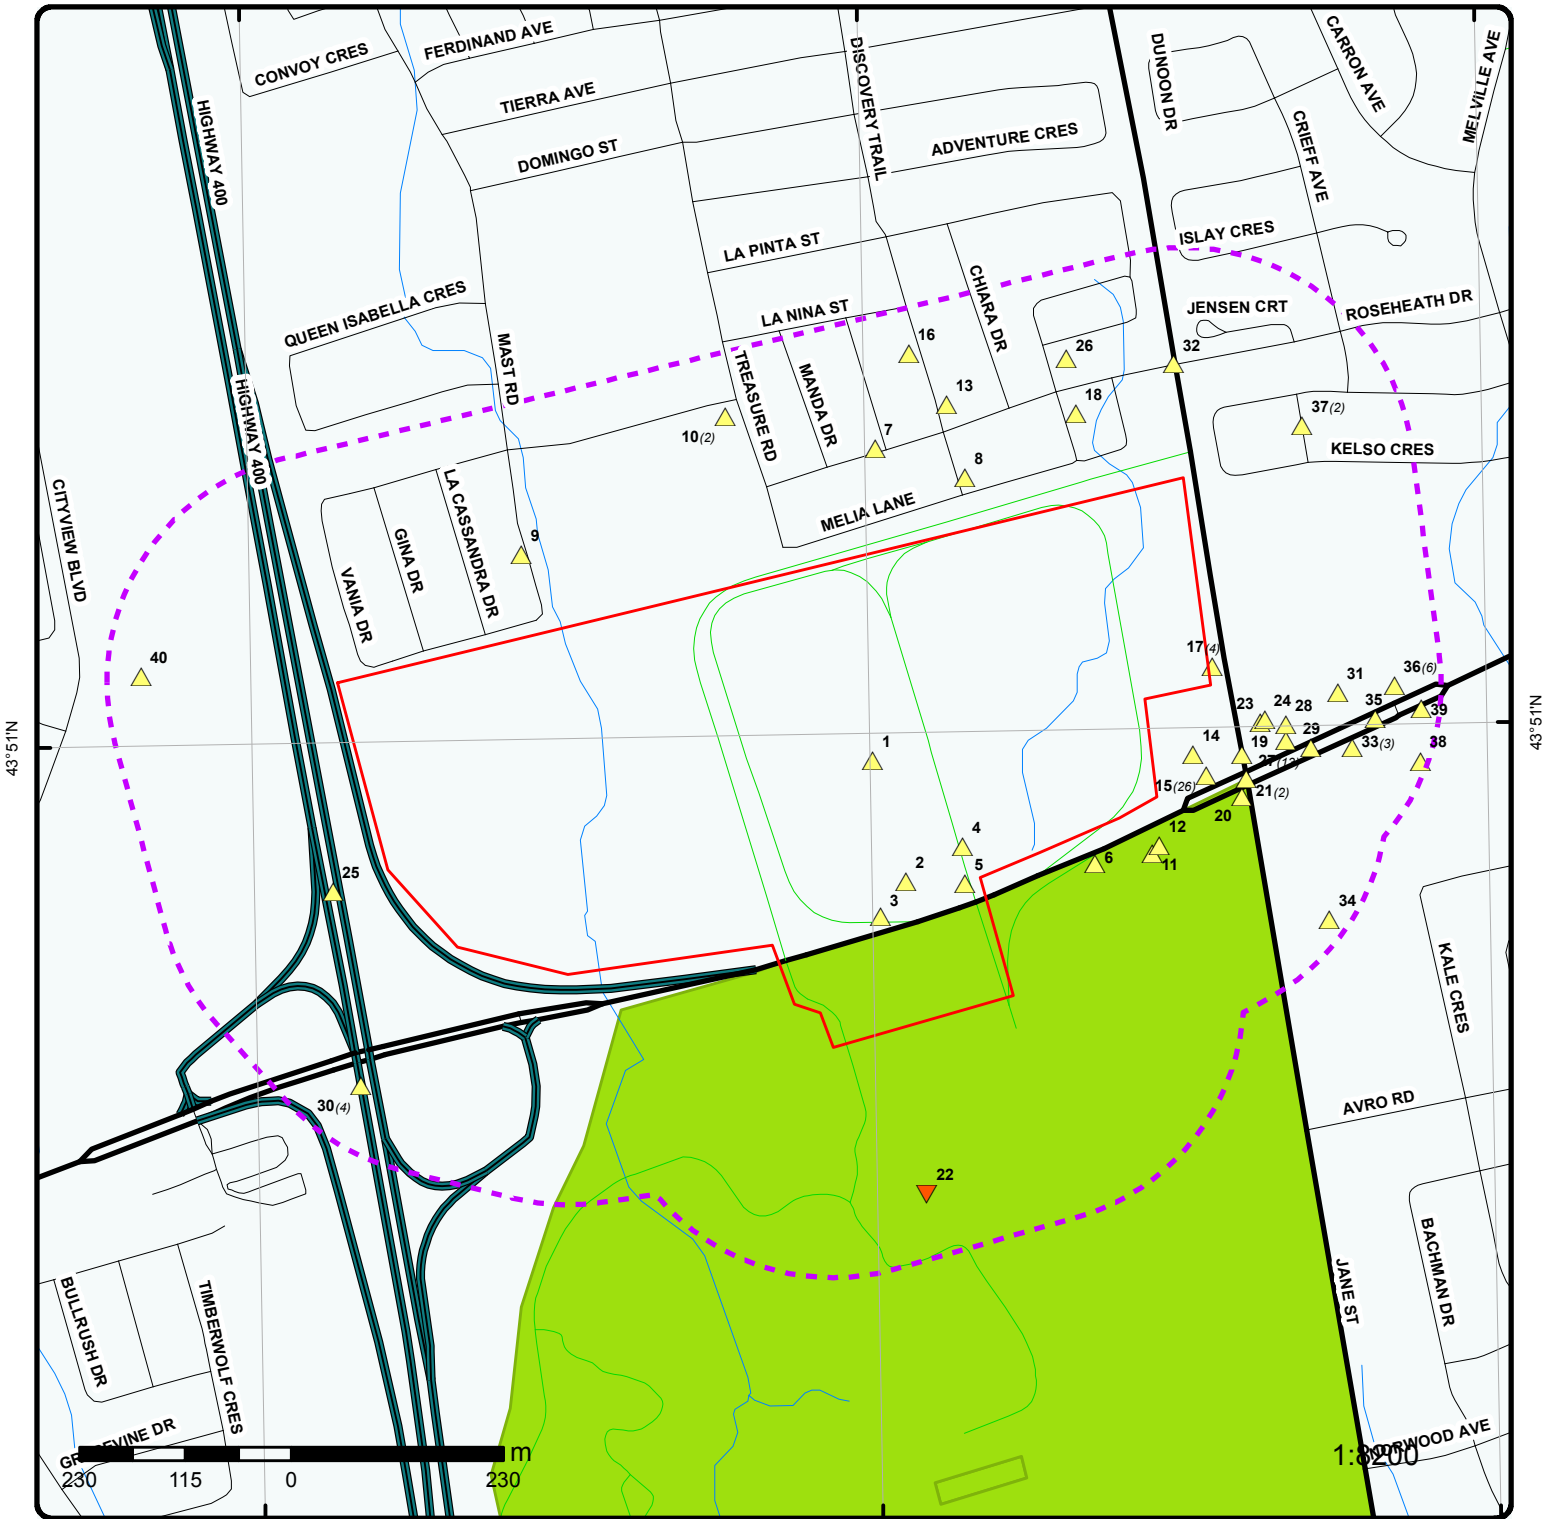 CONVOY CRES
FERDINAND AVE
TIERRA AVE
DOMINGO ST
DISCOVERY TRAIL
ADVENTURE CRES
DUNOON DR
CARRON AVE
MELVILLE AVE
CRIEFF AVE
HIGHWAY 400
LA PINTA ST
ISLAY CRES
QUEEN ISABELLA CRES
LA NINA ST
CHIARA DR
JENSEN CRT
ROSEHEATH DR
MAST RD
TREASURE RD
MANDA DR
HIGHWAY 400
16
26
32
13
18
37(2)
10(2)
7
KELSO CRES
8
MELIA LANE
CITYVIEW BLVD
LA CASSANDRA DR
GINA DR
VANIA DR
9
40
17(4)
31
36(6)
35
39
23
24
28
29
14
19
27(13)
33(3)
38
43°51'N
43°51'N
1
15(26)
21(2)
20
4
12
2
5
6
11
3
25
34
KALE CRES
30(4)
AVRO RD
22
BULLRUSH DR
TIMBERWOLF CRES
JANE ST
BACHMAN DR
NORWOOD AVE
1:8200
m
230
115
0
230